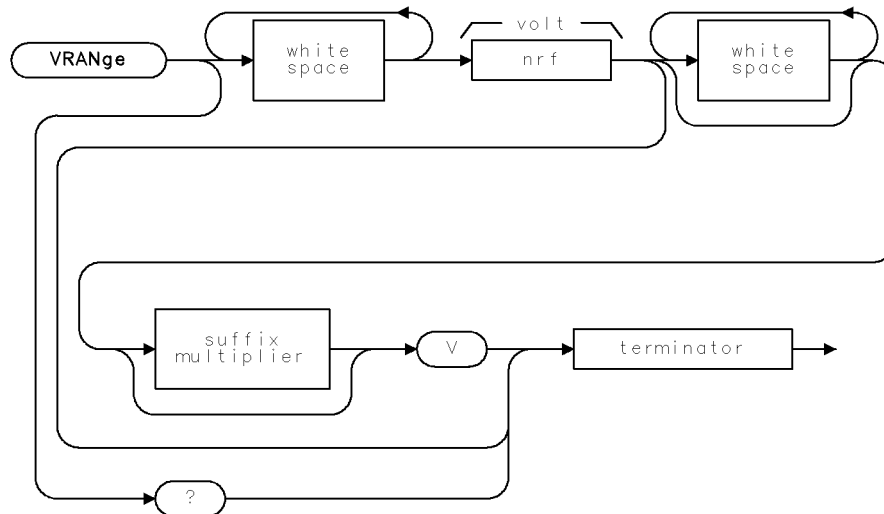 volt
VRANge
white
space
nrf
white
space
suffix
multiplier
V
terminator
?